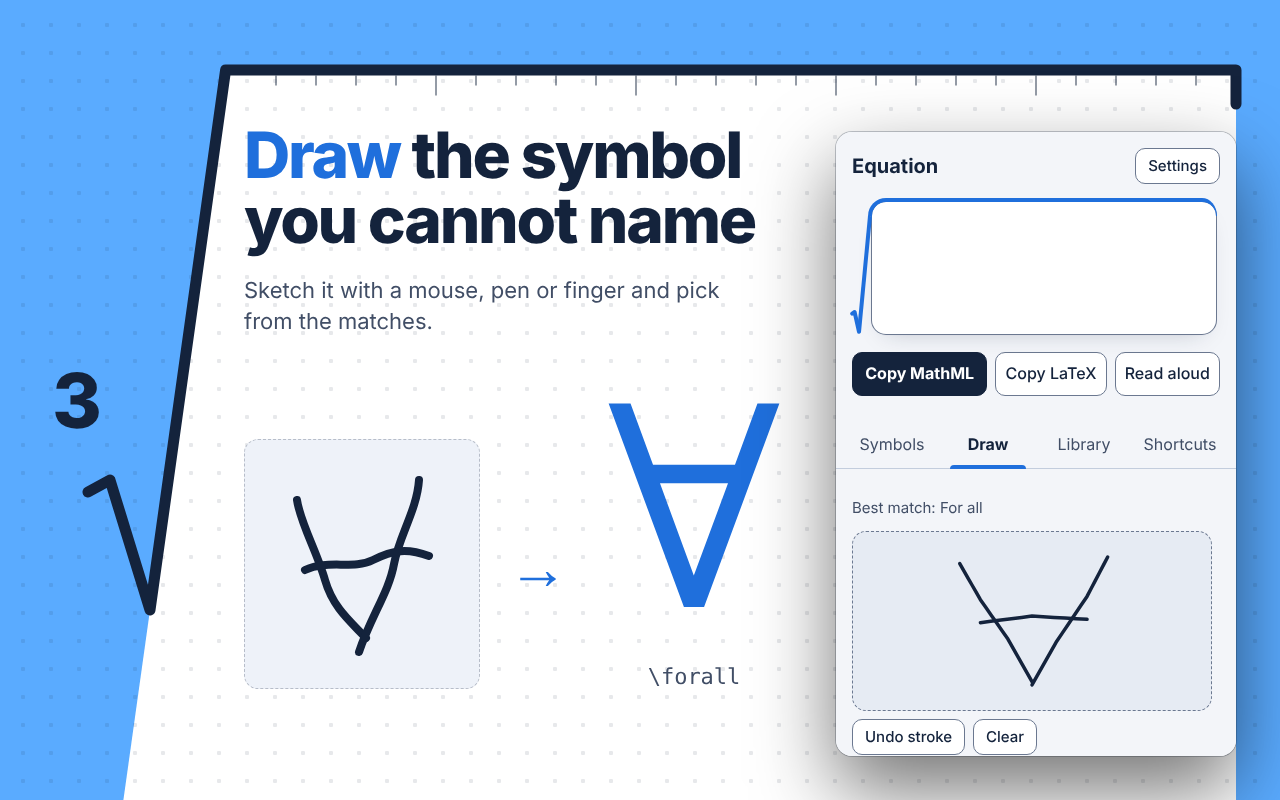 Draw the symbol
you cannot name
Sketch it with a mouse, pen or finger and pick
from the matches.
3
→
∀
\forall
Equation
Settings
Copy MathML
Copy LaTeX
Read aloud
Symbols
Draw
Library
Shortcuts
Best match: For all
Undo stroke
Clear